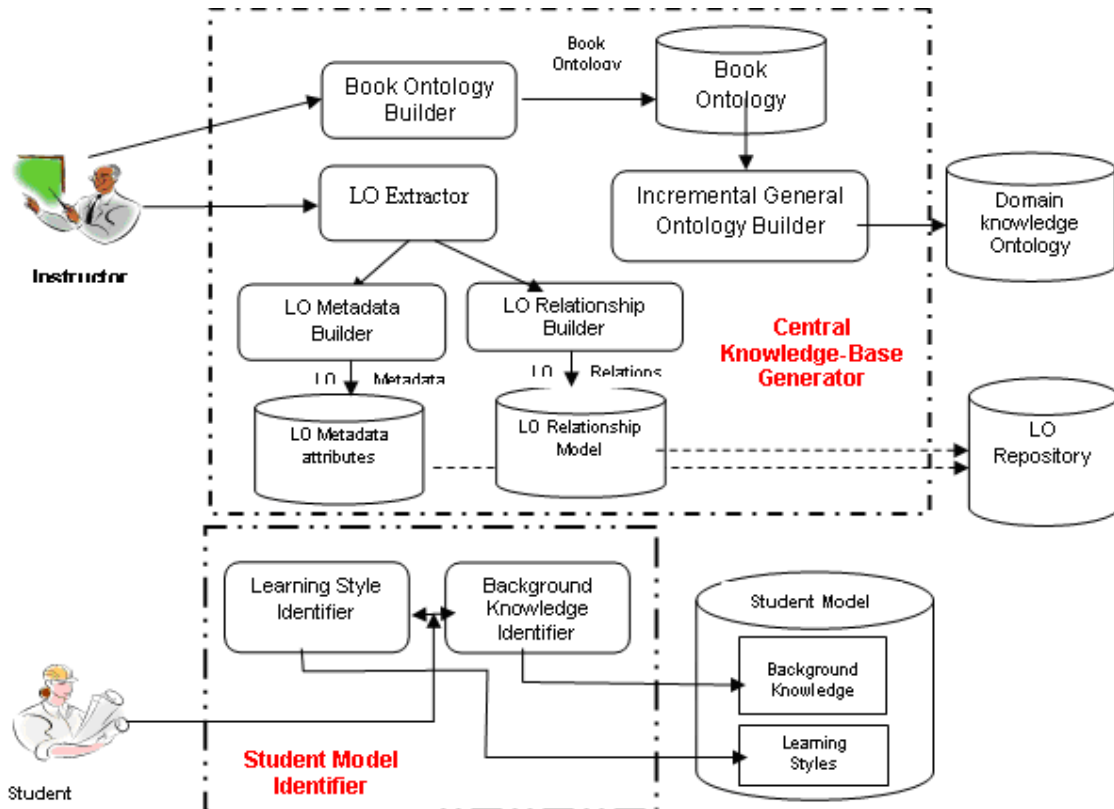 Book
Ontology
Book Ontology
Builder
Book
Ontology
LO Extractor
Incremental General
Ontology Builder
Domain
knowledge
Ontology
Instructor
LO Metadata
Builder
LO Relationship
Builder
Central
Knowledge-Base
Generator
LO Metadata
LO Relations
LO Metadata
attributes
LO Relationship
Model
LO
Repository
Learning Style
Identifier
Background
Knowledge
Identifier
Student Model
Background
Knowledge
Learning
Styles
Student Model
Identifier
Student